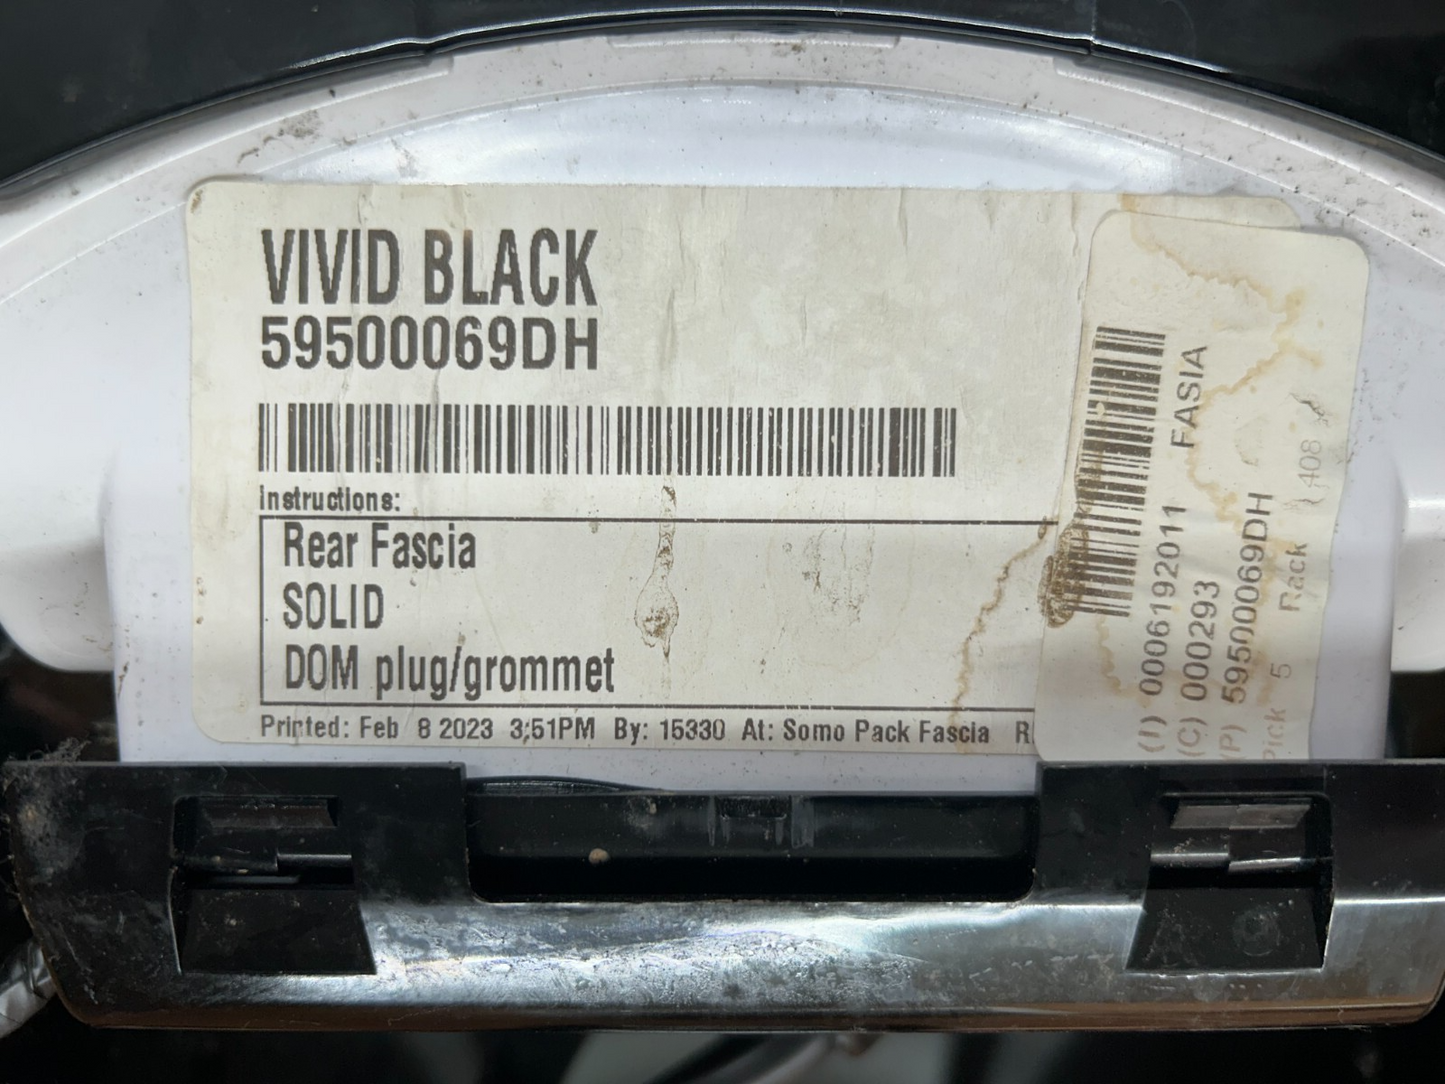 VIVID BLACK
59500069DH
Instructions:
Rear Fascia
SOLID
DOM plug/grommet
Printed: Feb 8 2023 3:51PM By: 15330 At: Somo Pack Fascia R
(I) 0006192011 FASIA
(C) 000293
(P) 59500069DH
Pick 5 Rack 408